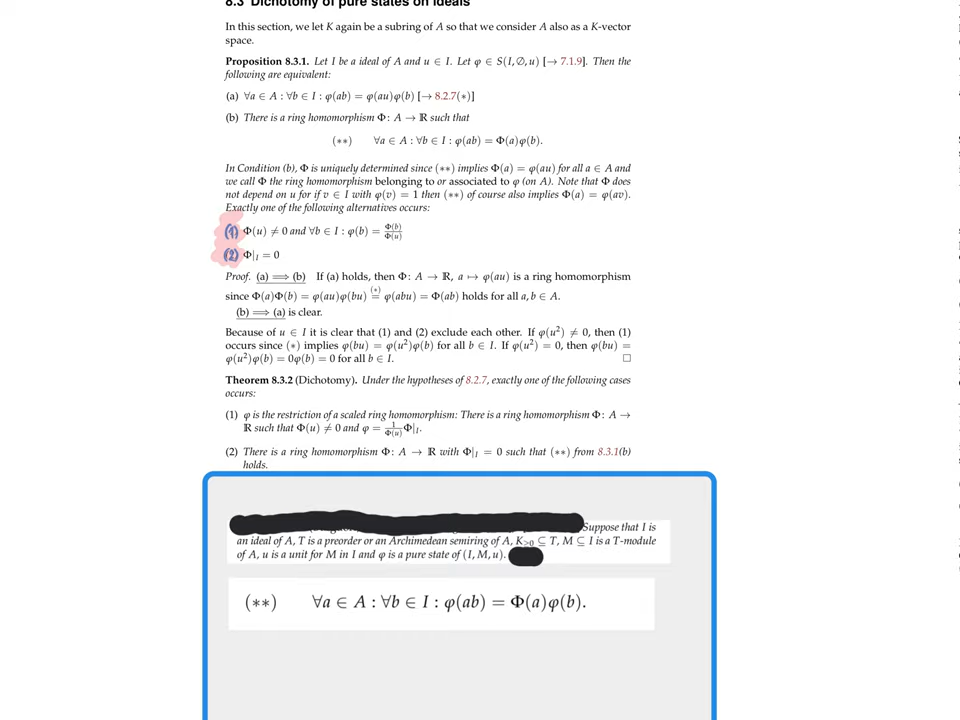 8.3 Dichotomy of pure states on ideals
In this section, we let K again be a subring of A so that we consider A also as a K-vector
space.
Proposition 8.3.1. Let I be a ideal of A and u ∈ I. Let φ ∈ S(I, ∅, u) [→ 7.1.9]. Then the
following are equivalent:
(a) ∀a ∈ A : ∀b ∈ I : φ(ab) = φ(au)φ(b) [→ 8.2.7(∗)]
(b) There is a ring homomorphism Φ: A → ℝ such that
(∗∗) ∀a ∈ A : ∀b ∈ I : φ(ab) = Φ(a)φ(b).
In Condition (b), Φ is uniquely determined since (∗∗) implies Φ(a) = φ(au) for all a ∈ A and
we call Φ the ring homomorphism belonging to or associated to φ (on A). Note that Φ does
not depend on u for if v ∈ I with φ(v) = 1 then (∗∗) of course also implies Φ(a) = φ(av).
Exactly one of the following alternatives occurs:
(1) Φ(u) ≠ 0 and ∀b ∈ I : φ(b) = Φ(b)/Φ(u)
(2) Φ|I = 0
Proof. (a) ⟹ (b) If (a) holds, then Φ: A → ℝ, a ↦ φ(au) is a ring homomorphism
since Φ(a)Φ(b) = φ(au)φ(bu) (∗)= φ(abu) = Φ(ab) holds for all a, b ∈ A.
(b) ⟹ (a) is clear.
Because of u ∈ I it is clear that (1) and (2) exclude each other. If φ(u²) ≠ 0, then (1)
occurs since (∗) implies φ(bu) = φ(u²)φ(b) for all b ∈ I. If φ(u²) = 0, then φ(bu) =
φ(u²)φ(b) = 0φ(b) = 0 for all b ∈ I. □
Theorem 8.3.2 (Dichotomy). Under the hypotheses of 8.2.7, exactly one of the following cases
occurs:
(1) φ is the restriction of a scaled ring homomorphism: There is a ring homomorphism Φ: A →
ℝ such that Φ(u) ≠ 0 and φ = 1/Φ(u) Φ|I.
(2) There is a ring homomorphism Φ: A → ℝ with Φ|I = 0 such that (∗∗) from 8.3.1(b)
holds.
Suppose that I is
an ideal of A, T is a preorder or an Archimedean semiring of A, K≥0 ⊆ T, M ⊆ I is a T-module
of A, u is a unit for M in I and φ is a pure state of (I, M, u).
(∗∗) ∀a ∈ A : ∀b ∈ I : φ(ab) = Φ(a)φ(b).